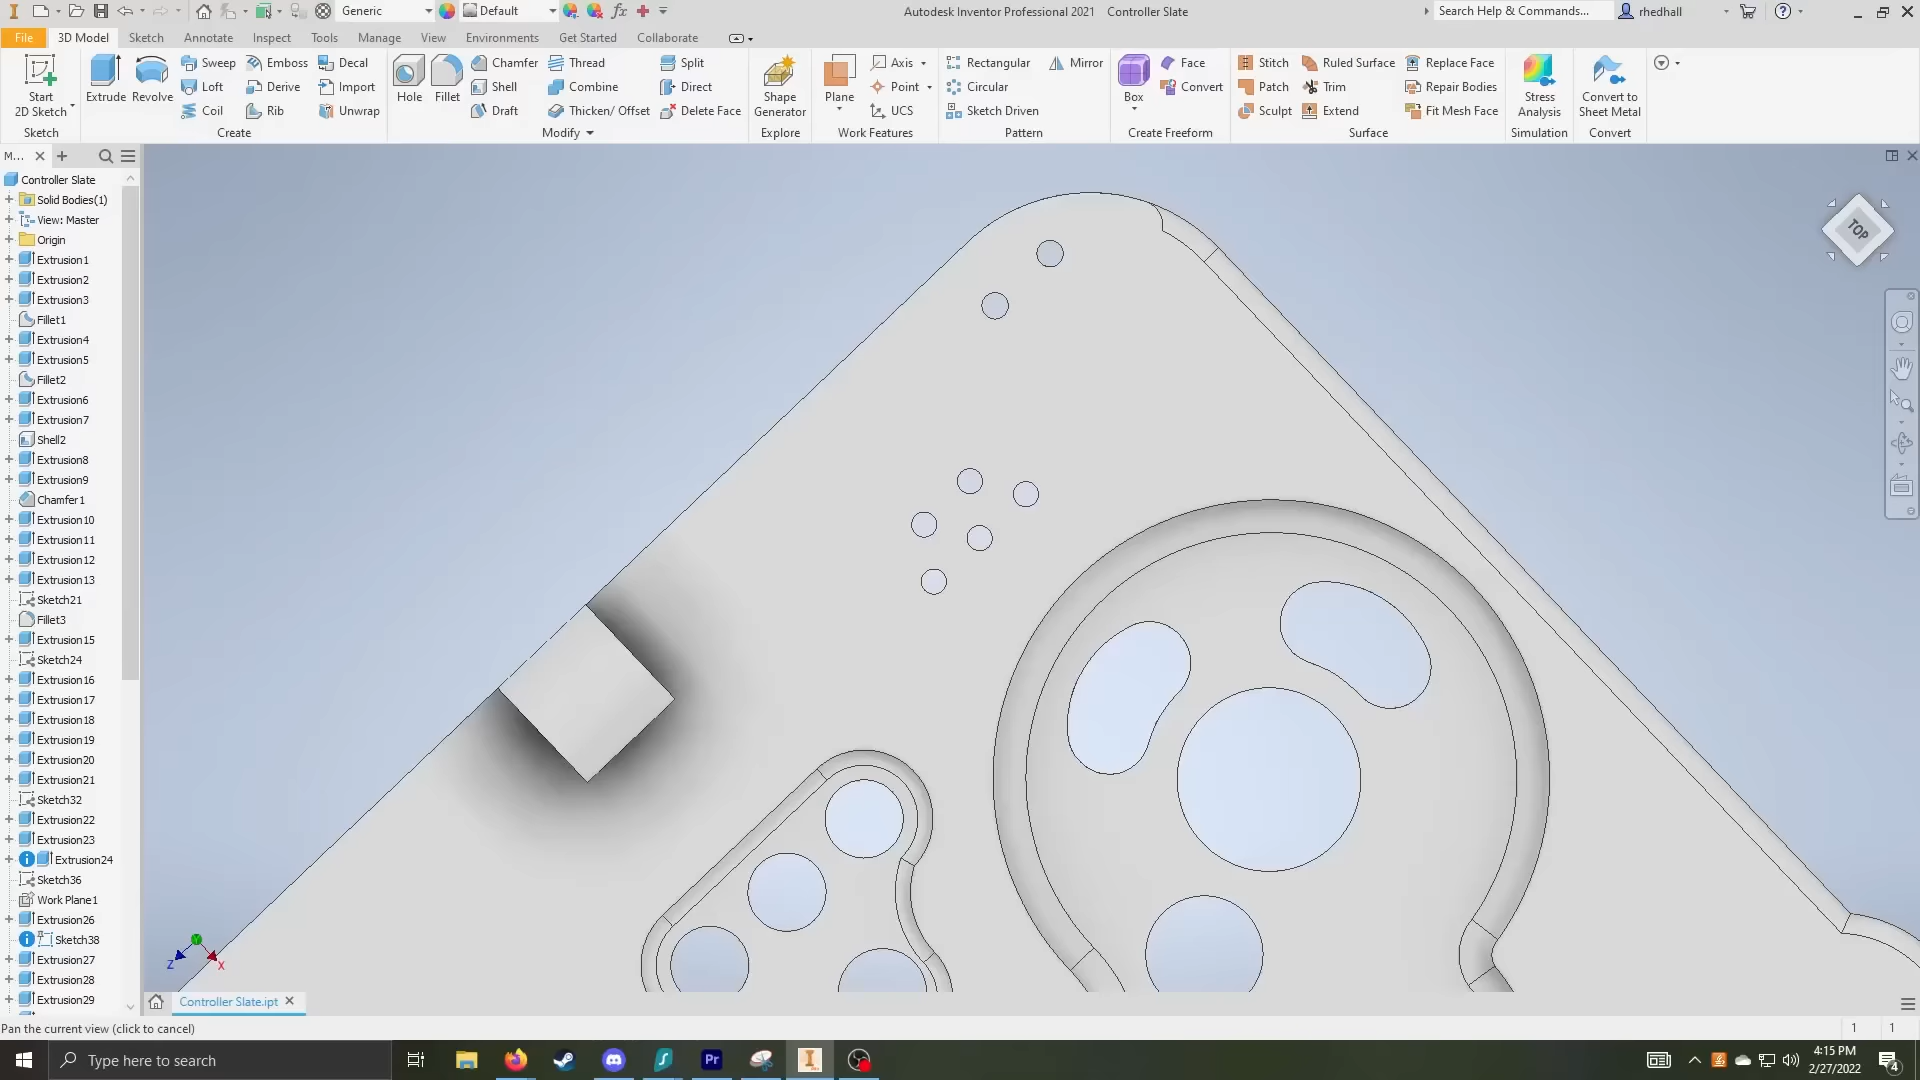 Generic
Default
fx
Autodesk Inventor Professional 2021 Controller Slate
Search Help & Commands...
rhedhall
File
3D Model
Sketch
Annotate
Inspect
Tools
Manage
View
Environments
Get Started
Collaborate
Start
2D Sketch
Sketch
Extrude
Revolve
Sweep
Loft
Coil
Emboss
Derive
Rib
Decal
Import
Unwrap
Create
Hole
Fillet
Chamfer
Shell
Draft
Thread
Combine
Thicken/ Offset
Split
Direct
Delete Face
Modify
Shape
Generator
Explore
Plane
Axis
Point
UCS
Work Features
Rectangular
Mirror
Circular
Sketch Driven
Pattern
Box
Face
Convert
Create Freeform
Stitch
Patch
Sculpt
Ruled Surface
Trim
Extend
Replace Face
Repair Bodies
Fit Mesh Face
Surface
Stress
Analysis
Simulation
Convert to
Sheet Metal
Convert
M...
Controller Slate
Solid Bodies(1)
View: Master
Origin
Extrusion1
Extrusion2
Extrusion3
Fillet1
Extrusion4
Extrusion5
Fillet2
Extrusion6
Extrusion7
Shell2
Extrusion8
Extrusion9
Chamfer1
Extrusion10
Extrusion11
Extrusion12
Extrusion13
Sketch21
Fillet3
Extrusion15
Sketch24
Extrusion16
Extrusion17
Extrusion18
Extrusion19
Extrusion20
Extrusion21
Sketch32
Extrusion22
Extrusion23
Extrusion24
Sketch36
Work Plane1
Extrusion26
Sketch38
Extrusion27
Extrusion28
Extrusion29
TOP
Z
X
Controller Slate.ipt
Pan the current view (click to cancel)
1
1
Type here to search
Pr
4:15 PM
2/27/2022
4